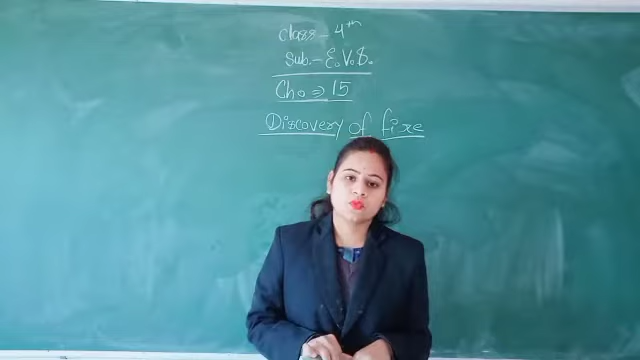 Class - 4th
Sub. - E.V.S.
Ch. ⇒ 15
Discovery of fire